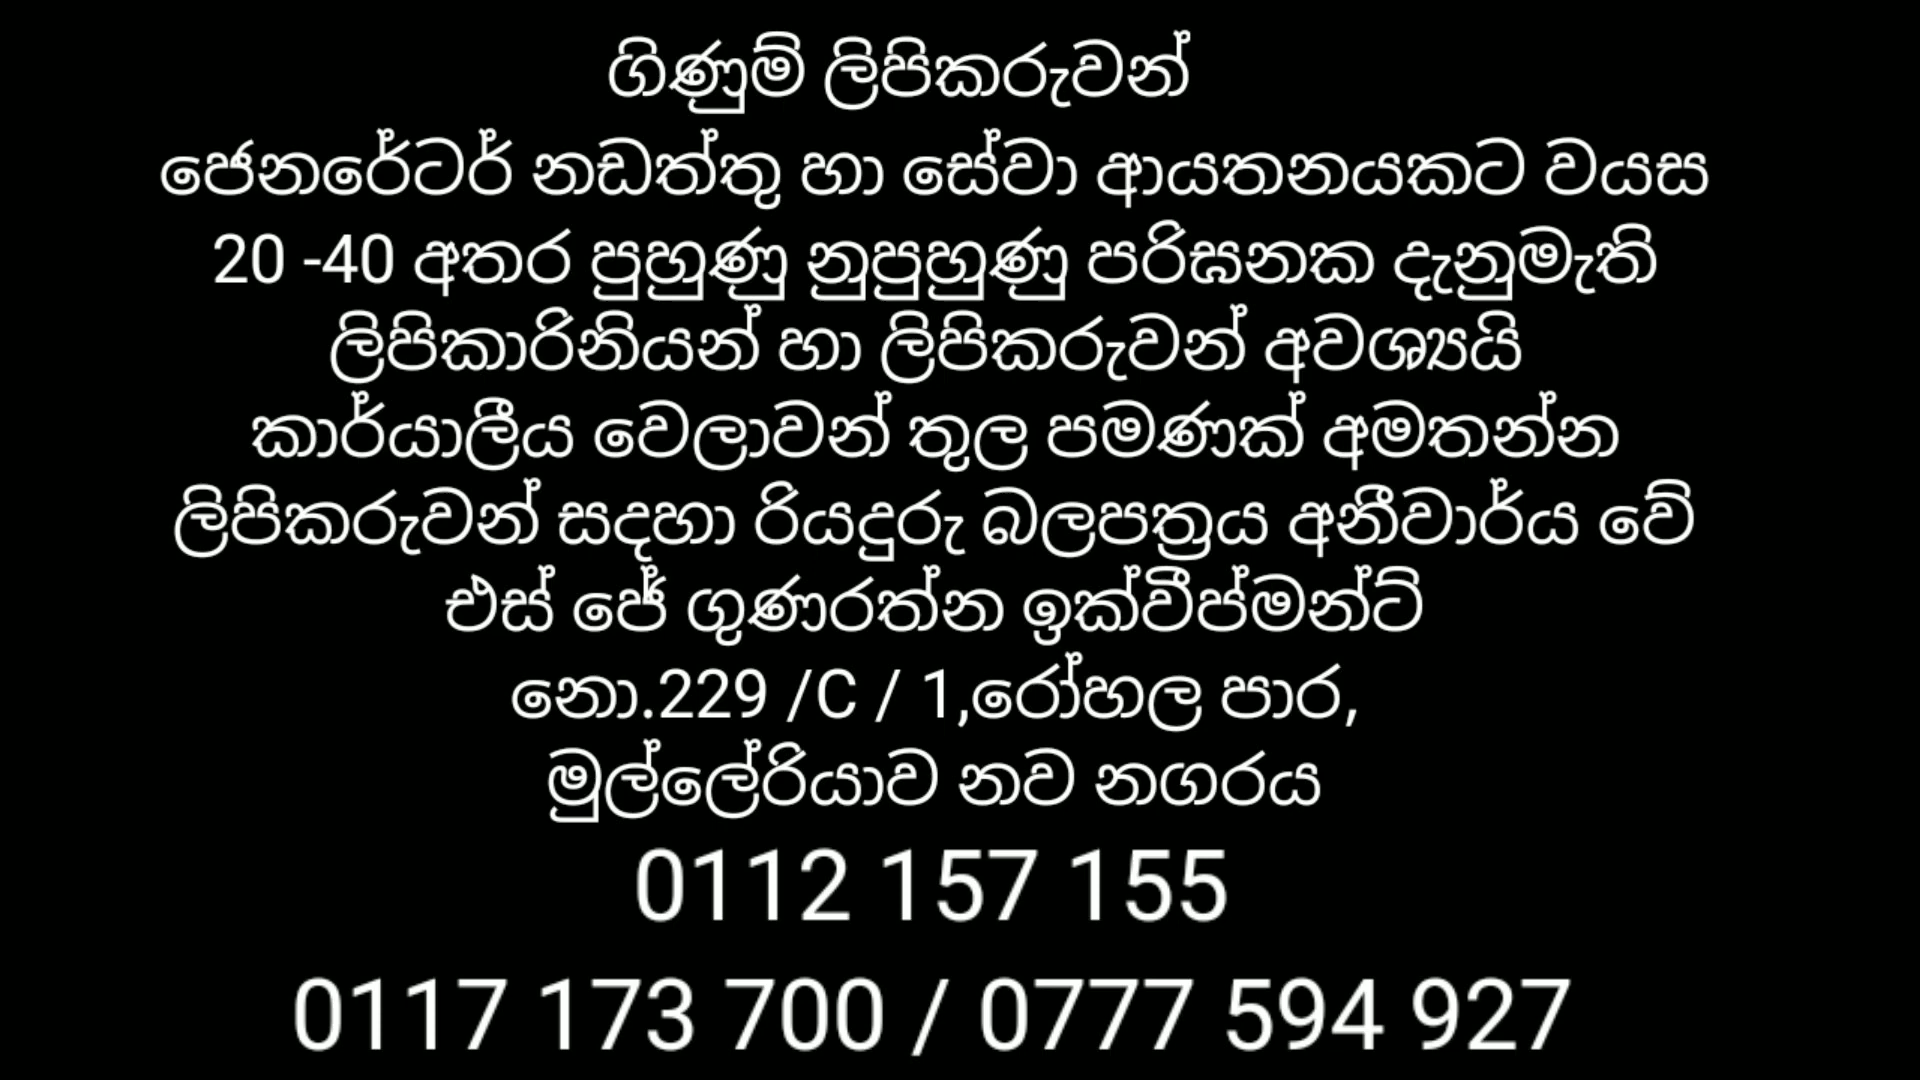 ගිණුම් ලිපිකරුවන්
ජෙනරේටර් නඩත්තු හා සේවා ආයතනයකට වයස
20 -40 අතර පුහුණු නුපුහුණු පරිඝනක දැනුමැති
ලිපිකාරිනියන් හා ලිපිකරුවන් අවශ්‍යයි
කාර්යාලීය වෙලාවන් තුල පමණක් අමතන්න
ලිපිකරුවන් සදහා රියදුරු බලපත්‍රය අනීවාර්ය වේ
එස් ජේ ගුණරත්න ඉක්වීප්මන්ට්
නො.229 /C / 1,රෝහල පාර,
මුල්ලේරියාව නව නගරය
0112 157 155
0117 173 700 / 0777 594 927